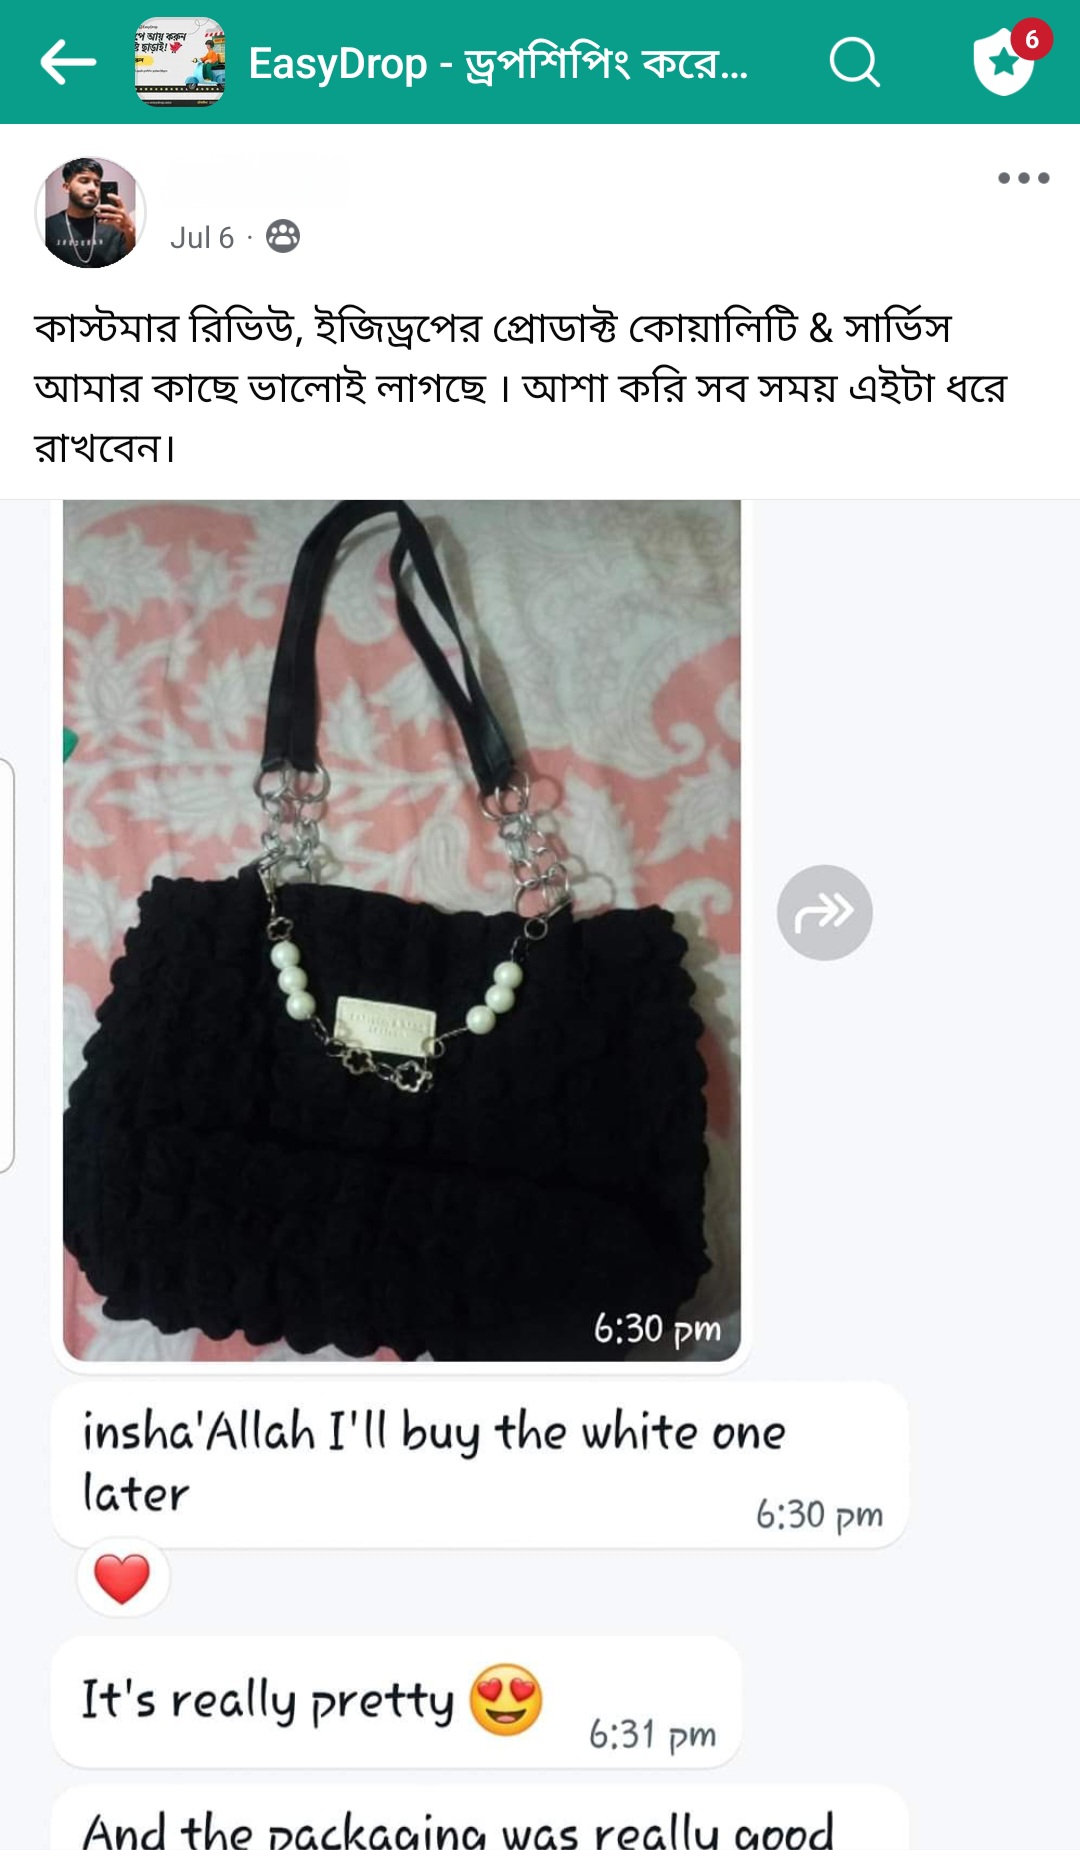 EasyDrop - ড্রপশিপিং করে...
6
Jul 6 ·
কাস্টমার রিভিউ, ইজিড্রপের প্রোডাক্ট কোয়ালিটি & সার্ভিস
আমার কাছে ভালোই লাগছে । আশা করি সব সময় এইটা ধরে
রাখবেন।
6:30 pm
insha'Allah I'll buy the white one
later
6:30 pm
It's really pretty 😍
6:31 pm
And the packaging was really good